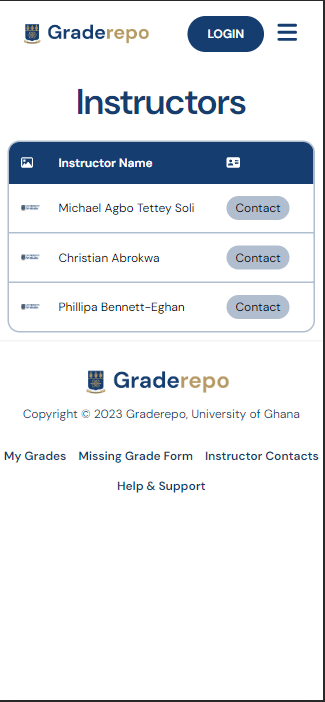 Graderepo
LOGIN
Instructors
Instructor Name
Michael Agbo Tettey Soli
Contact
Christian Abrokwa
Contact
Phillipa Bennett-Eghan
Contact
Graderepo
Copyright © 2023 Graderepo, University of Ghana
My Grades Missing Grade Form Instructor Contacts
Help & Support